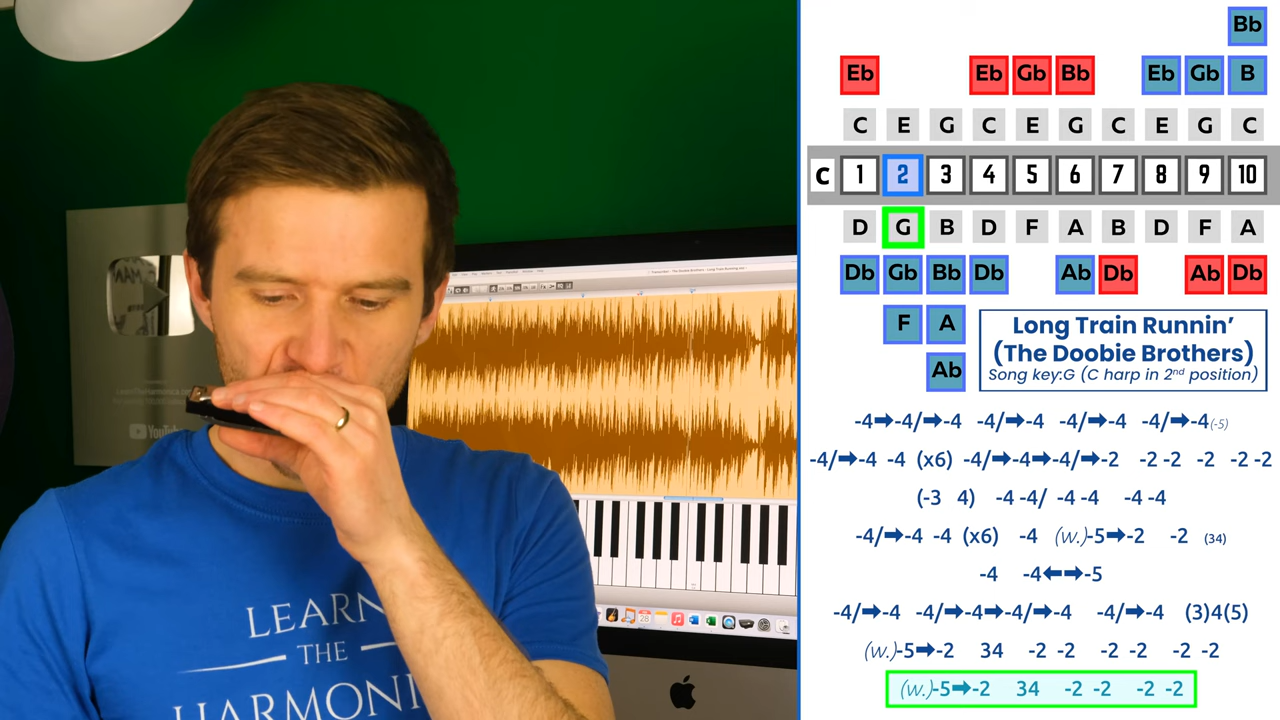 Bb
Eb Eb Gb Bb Eb Gb B
C E G C E G C E G C
C 1 2 3 4 5 6 7 8 9 10
D G B D F A B D F A
Db Gb Bb Db Ab Db Ab Db
F A
Ab
Long Train Runnin’
(The Doobie Brothers)
Song key:G (C harp in 2nd position)
-4➡-4/➡-4 -4/➡-4 -4/➡-4 -4/➡-4(-5)
-4/➡-4 -4 (x6) -4/➡-4➡-4/➡-2 -2 -2 -2 -2 -2
(-3 4) -4 -4/ -4 -4 -4 -4
-4/➡-4 -4 (x6) -4 (w.)-5➡-2 -2 (34)
-4 -4⬅➡-5
-4/➡-4 -4/➡-4➡-4/➡-4 -4/➡-4 (3)4(5)
(w.)-5➡-2 34 -2 -2 -2 -2 -2 -2
(w.)-5➡-2 34 -2 -2 -2 -2
LEARN
THE
HARMONI
YouTube